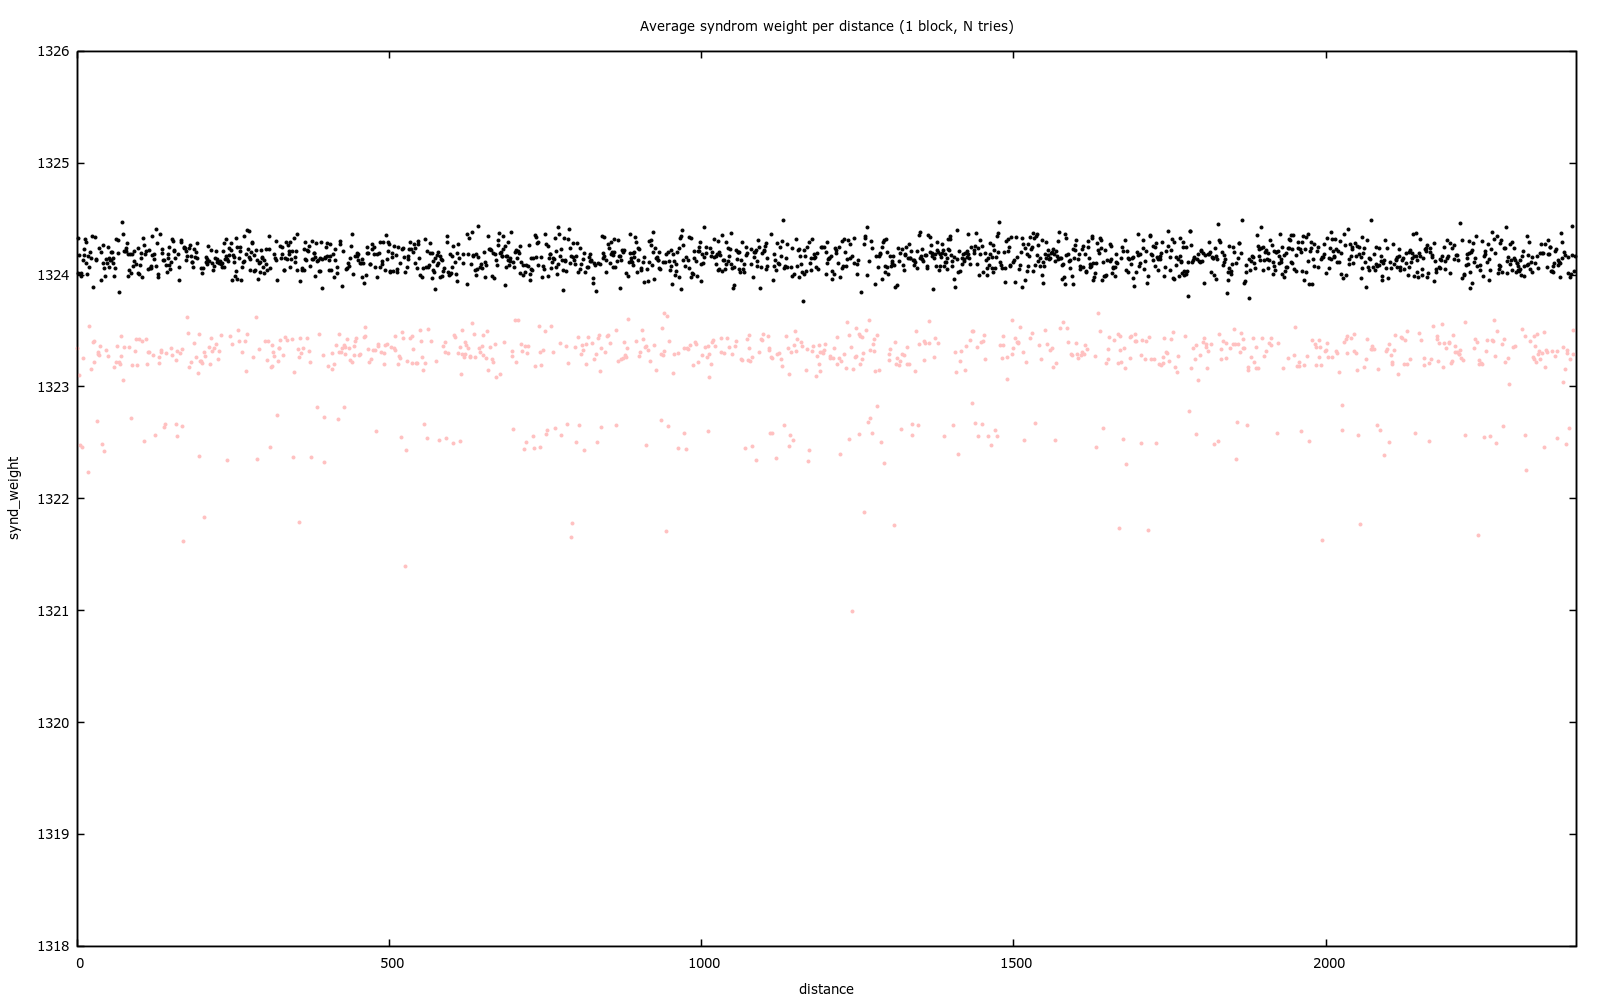 Average syndrom weight per distance (1 block, N tries)
1326
1325
1324
1323
1322
1321
1320
1319
1318
synd_weight
0 500 1000 1500 2000
distance